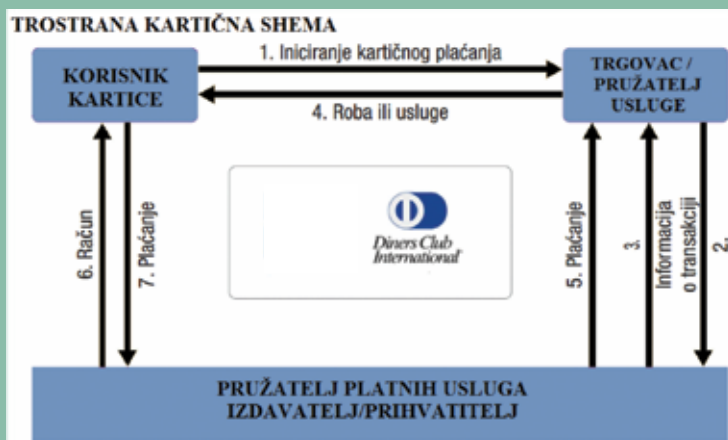 TROSTRANA KARTIČNA SHEMA
KORISNIK
KARTICE
1. Iniciranje kartičnog plaćanja
4. Roba ili usluge
TRGOVAC /
PRUŽATELJ
USLUGE
6. Račun
7. Plaćanje
Diners Club
International
5. Plaćanje
3.
Informacija
o transakciji
2.
PRUŽATELJ PLATNIH USLUGA
IZDAVATELJ/PRIHVATITELJ